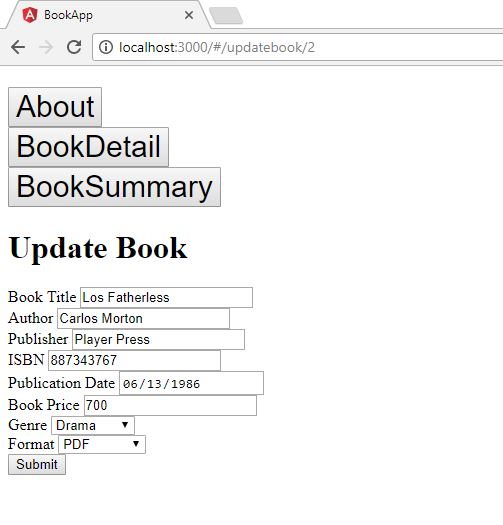 BookApp
localhost:3000/#/updatebook/2
About
BookDetail
BookSummary
Update Book
Book Title Los Fatherless
Author Carlos Morton
Publisher Player Press
ISBN 887343767
Publication Date 06/13/1986
Book Price 700
Genre Drama
Format PDF
Submit